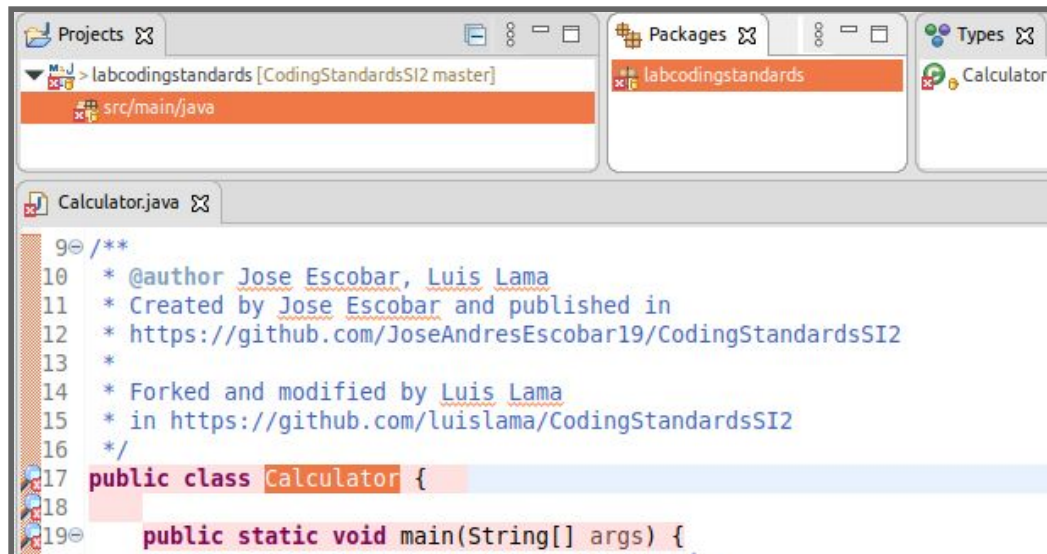 Projects
Packages
Types
> labcodingstandards [CodingStandardsSI2 master]
src/main/java
labcodingstandards
Calculator
Calculator.java
9 /**
10 * @author Jose Escobar, Luis Lama
11 * Created by Jose Escobar and published in
12 * https://github.com/JoseAndresEscobar19/CodingStandardsSI2
13 *
14 * Forked and modified by Luis Lama
15 * in https://github.com/luislama/CodingStandardsSI2
16 */
17 public class Calculator {
18
19 public static void main(String[] args) {